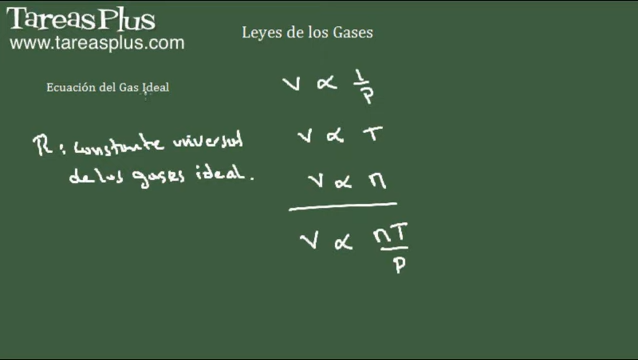 TareasPlus
www.tareasplus.com
Leyes de los Gases
Ecuación del Gas Ideal
V ∝ 1/P
V ∝ T
V ∝ n
V ∝ nT/P
R: constante universal
de los gases ideal.